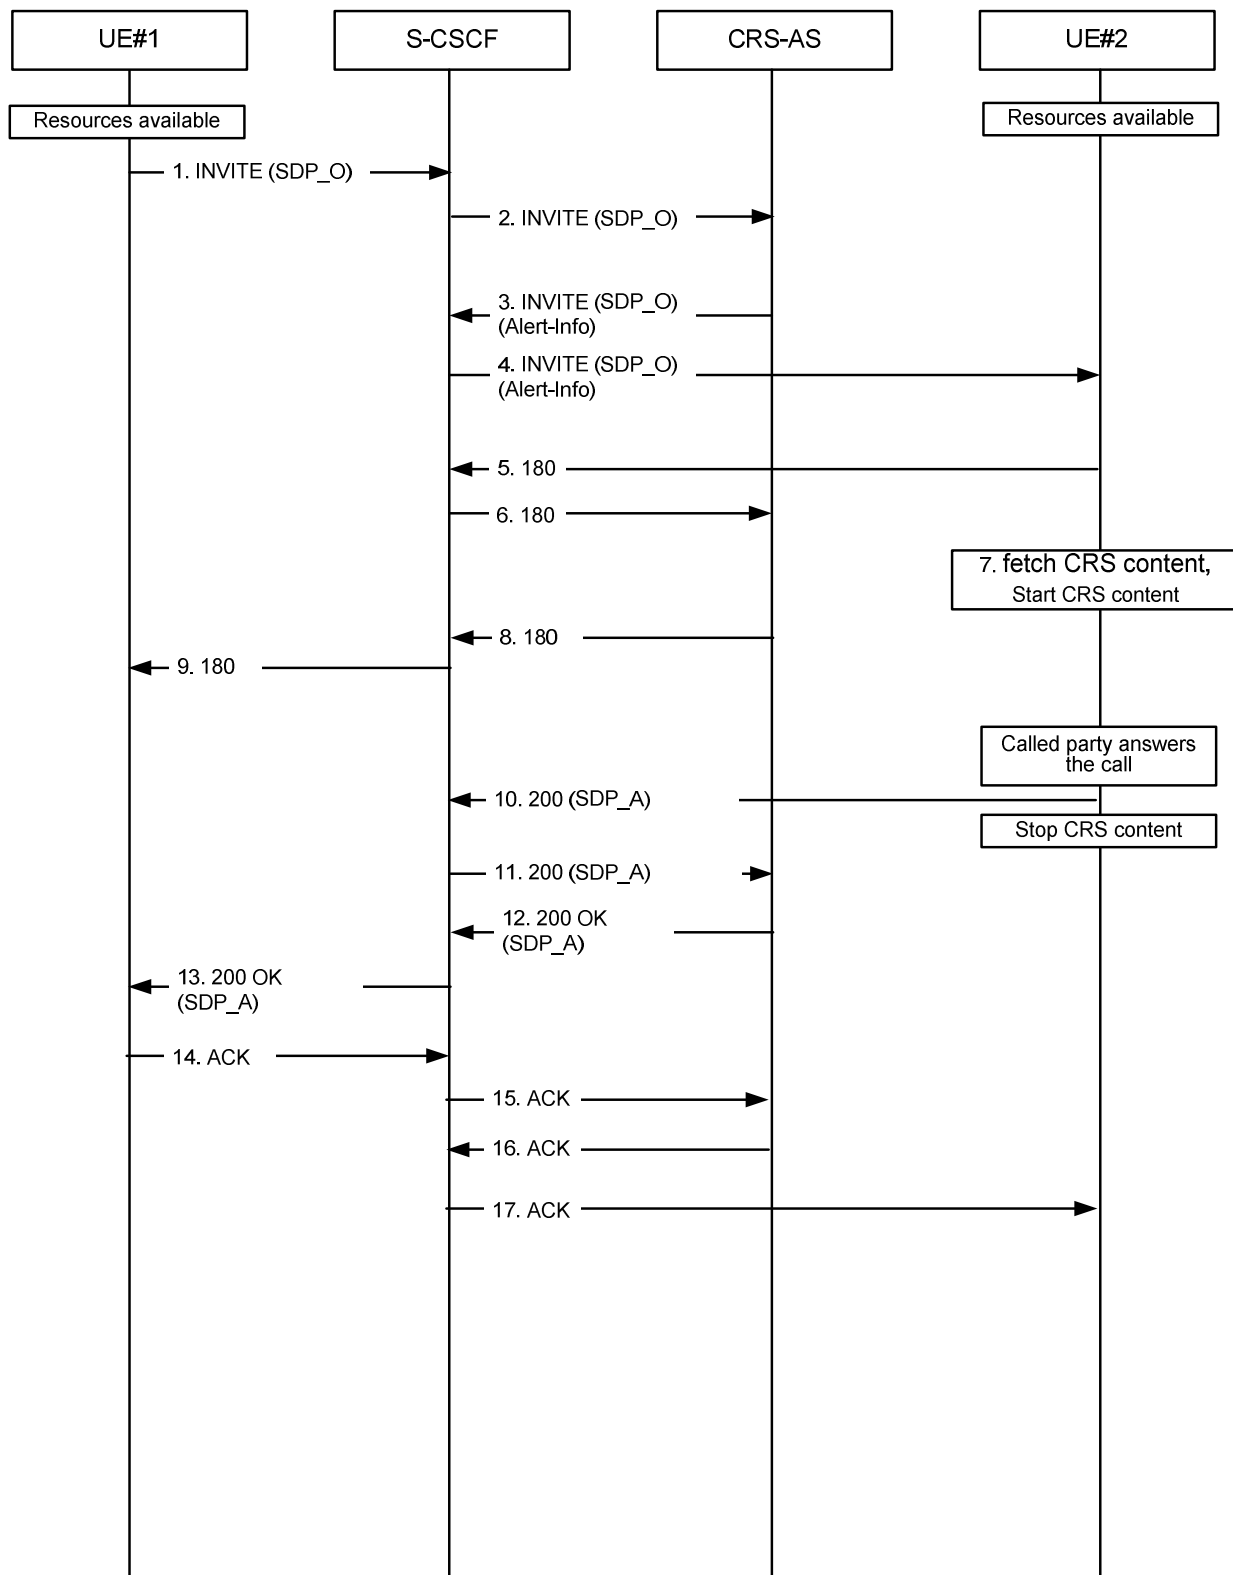 UE#1
S-CSCF
CRS-AS
UE#2
Resources available
Resources available
1. INVITE (SDP_O)
2. INVITE (SDP_O)
3. INVITE (SDP_O)
(Alert-Info)
4. INVITE (SDP_O)
(Alert-Info)
5. 180
6. 180
7. fetch CRS content,
Start CRS content
8. 180
9. 180
Called party answers
the call
10. 200 (SDP_A)
Stop CRS content
11. 200 (SDP_A)
12. 200 OK
(SDP_A)
13. 200 OK
(SDP_A)
14. ACK
15. ACK
16. ACK
17. ACK